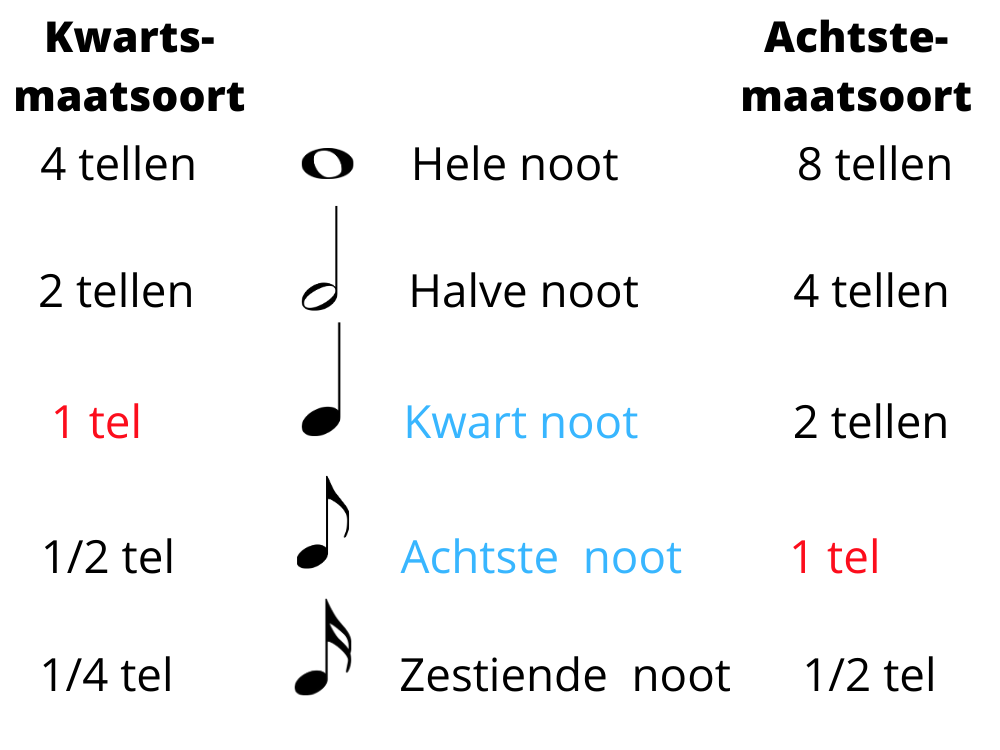 Kwarts-
maatsoort
Achtste-
maatsoort
4 tellen Hele noot 8 tellen
2 tellen Halve noot 4 tellen
1 tel Kwart noot 2 tellen
1/2 tel Achtste noot 1 tel
1/4 tel Zestiende noot 1/2 tel